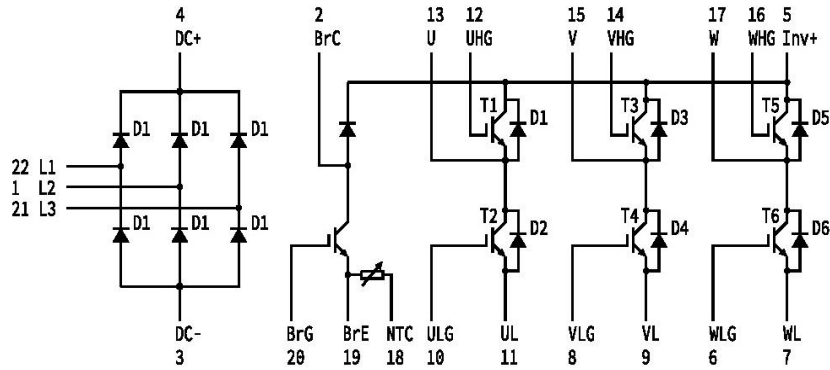 4 2 13 12 15 14 17 16 5
DC+ BrC U UHG V VHG W WHG Inv+
T1 D1 T3 D3 T5 D5
D1 D1 D1
22 L1
1 L2
21 L3
D1 D1 D1
T2 D2 T4 D4 T6 D6
DC- BrG BrE NTC ULG UL VLG VL WLG WL
3 20 19 18 10 11 8 9 6 7